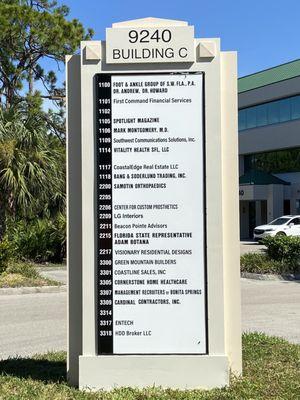 9240
BUILDING C
1100 FOOT & ANKLE GROUP OF S.W. FLA., P.A.
DR. ANDREW, DR. HOWARD
1101 First Command Financial Services
1102
1105 SPOTLIGHT MAGAZINE
1106 MARK MONTGOMERY, M.D.
1109 Southwest Communications Solutions, Inc.
1114 VITALITY HEALTH SFL, LLC
1117 CoastalEdge Real Estate LLC
1118 BANG & SODERLUND TRADING, INC.
2200 SAMOTIN ORTHOPAEDICS
2205
2206 CENTER FOR CUSTOM PROSTHETICS
2209 LG Interiors
2211 Beacon Pointe Advisors
2215 FLORIDA STATE REPRESENTATIVE
ADAM BOTANA
2217 VISIONARY RESIDENTIAL DESIGNS
3300 GREEN MOUNTAIN BUILDERS
3301 COASTLINE SALES, INC
3305 CORNERSTONE HOME HEALTHCARE
3307 MANAGEMENT RECRUITERS of BONITA SPRINGS
3309 CARDINAL CONTRACTORS, INC.
3314
3317 ENTECH
3318 HDD Broker LLC